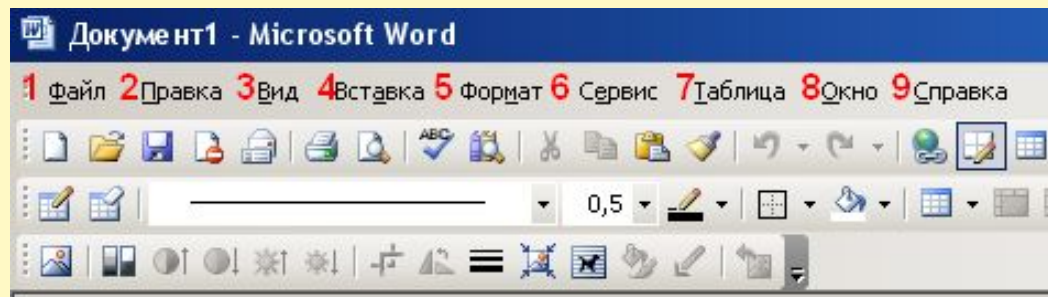 Документ1 - Microsoft Word
1 Файл 2 Правка 3 Вид 4 Вставка 5 Формат 6 Сервис 7 Таблица 8 Окно 9 Справка
ABC
0,5